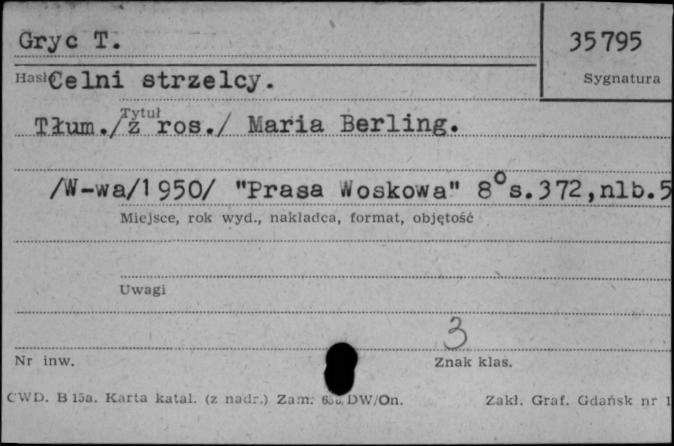 Gryc T.
35795
Hasło
Celni strzelcy.
Sygnatura
Tytuł
Tłum./z ros./ Maria Berling.
/W-wa/1950/ "Prasa Woskowa" 8° s.372,nlb.5
Miejsce, rok wyd., nakładca, format, objętość
Uwagi
3
Nr inw.
Znak klas.
CWD. B 15a. Karta katal. (z nadr.) Zam. DW/On.
Zakł. Graf. Gdańsk nr 1